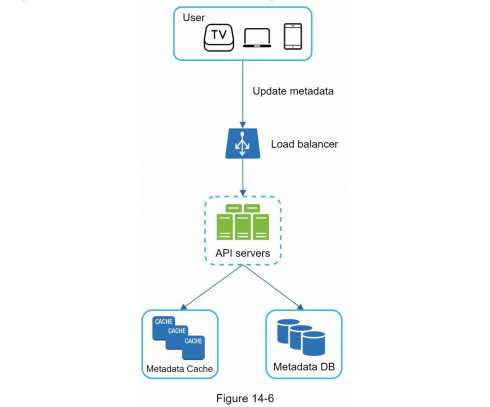 User
TV
Update metadata
Load balancer
API servers
CACHE
CACHE
CACHE
Metadata Cache
Metadata DB
Figure 14-6